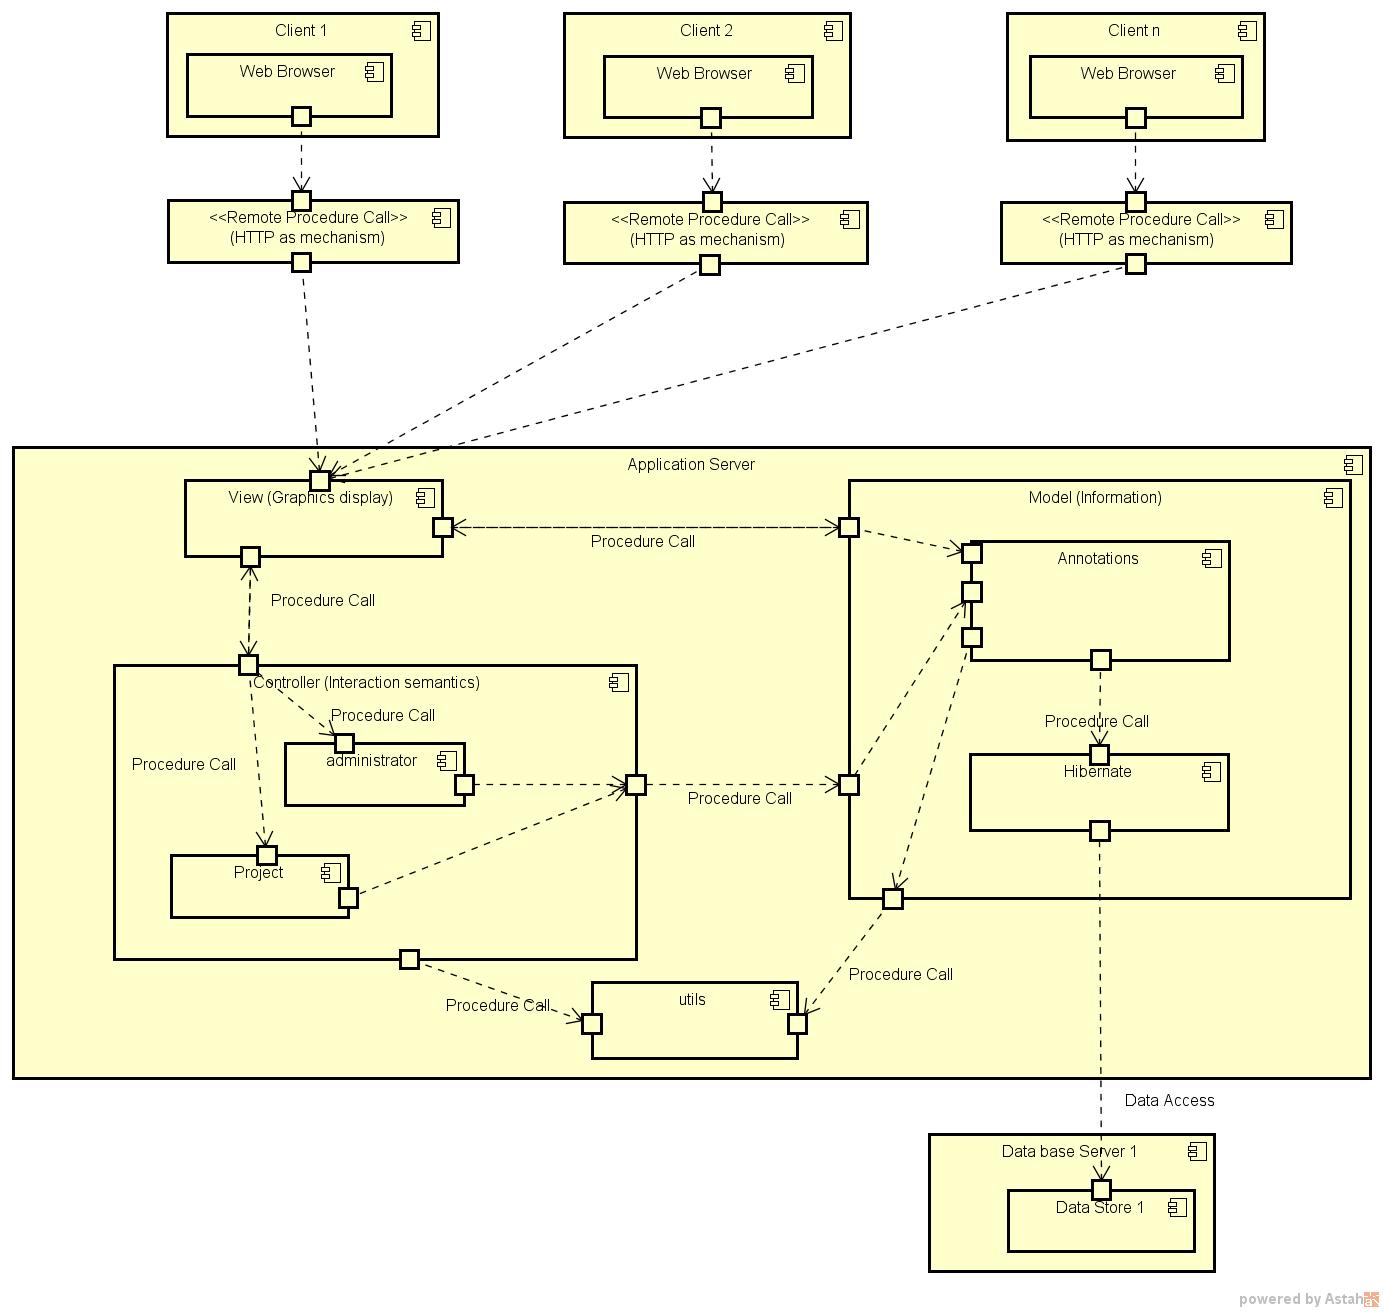 Client 1
Client 2
Client n
Web Browser
Web Browser
Web Browser
<<Remote Procedure Call>>
(HTTP as mechanism)
<<Remote Procedure Call>>
(HTTP as mechanism)
<<Remote Procedure Call>>
(HTTP as mechanism)
Application Server
View (Graphics display)
Model (Information)
Procedure Call
Annotations
Procedure Call
Controller (Interaction semantics)
Procedure Call
Procedure Call
administrator
Procedure Call
Procedure Call
Hibernate
Project
Procedure Call
Procedure Call
utils
Data Access
Data base Server 1
Data Store 1
powered by Astah